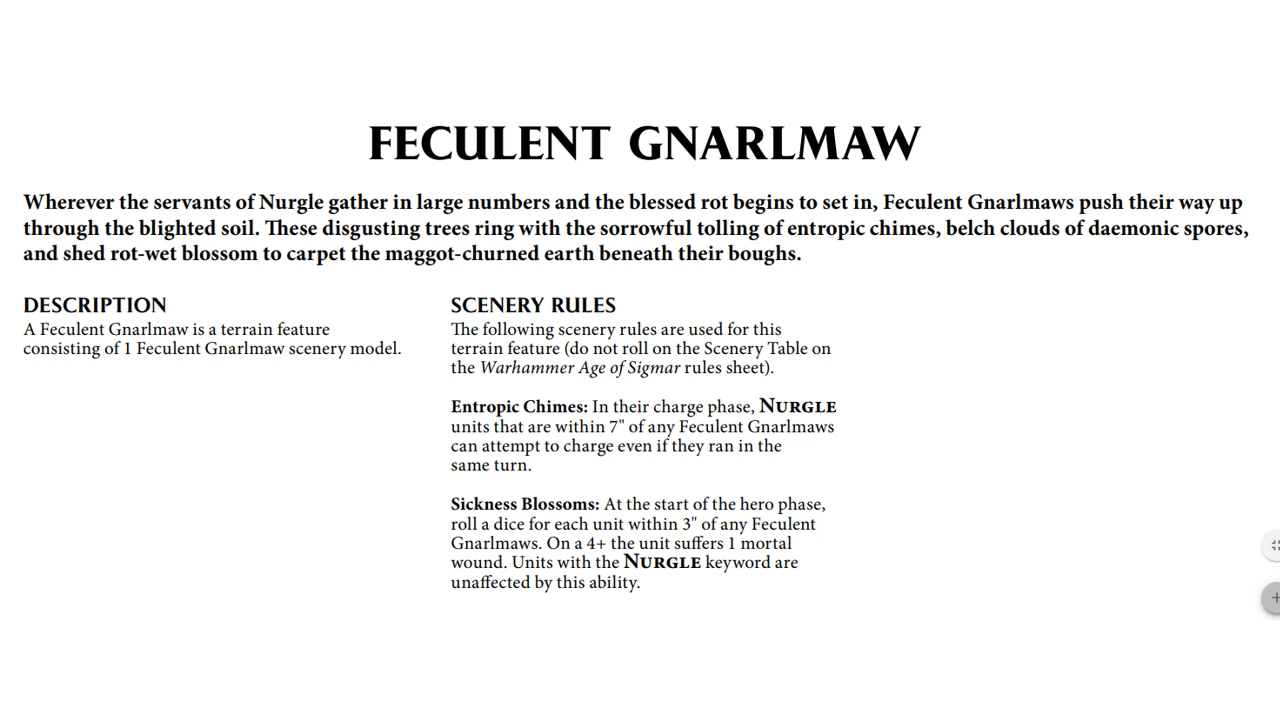 FECULENT GNARLMAW
Wherever the servants of Nurgle gather in large numbers and the blessed rot begins to set in, Feculent Gnarlmaws push their way up
through the blighted soil. These disgusting trees ring with the sorrowful tolling of entropic chimes, belch clouds of daemonic spores,
and shed rot-wet blossom to carpet the maggot-churned earth beneath their boughs.
DESCRIPTION
A Feculent Gnarlmaw is a terrain feature
consisting of 1 Feculent Gnarlmaw scenery model.
SCENERY RULES
The following scenery rules are used for this
terrain feature (do not roll on the Scenery Table on
the Warhammer Age of Sigmar rules sheet).
Entropic Chimes: In their charge phase, NURGLE
units that are within 7" of any Feculent Gnarlmaws
can attempt to charge even if they ran in the
same turn.
Sickness Blossoms: At the start of the hero phase,
roll a dice for each unit within 3" of any Feculent
Gnarlmaws. On a 4+ the unit suffers 1 mortal
wound. Units with the NURGLE keyword are
unaffected by this ability.